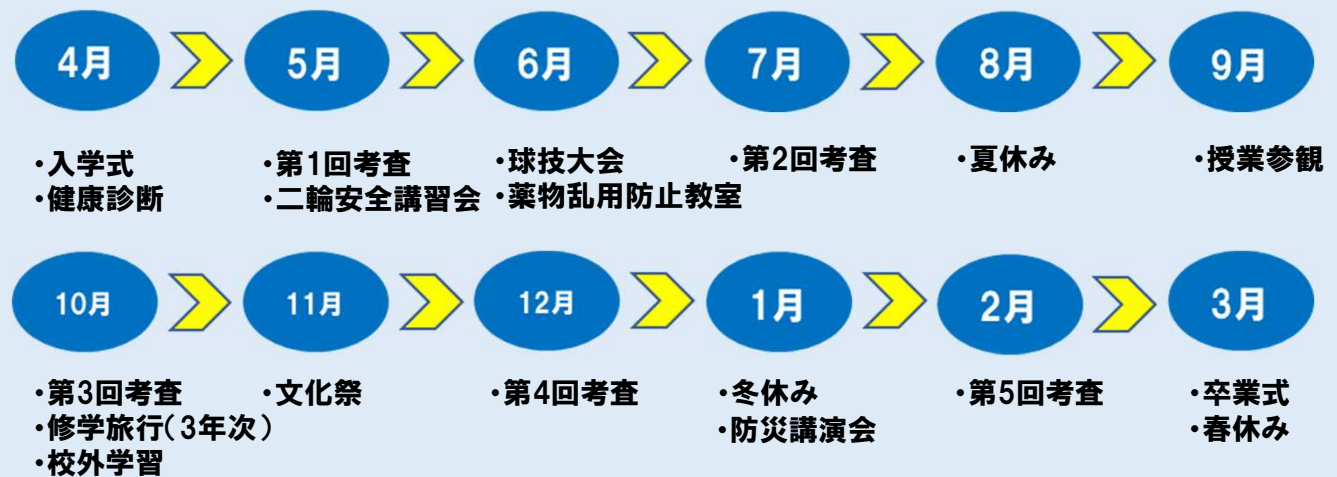 4月
5月
6月
7月
8月
9月
・入学式
・健康診断
・第1回考査
・二輪安全講習会
・球技大会
・薬物乱用防止教室
・第2回考査
・夏休み
・授業参観
10月
11月
12月
1月
2月
3月
・第3回考査
・修学旅行(3年次)
・校外学習
・文化祭
・第4回考査
・冬休み
・防災講演会
・第5回考査
・卒業式
・春休み